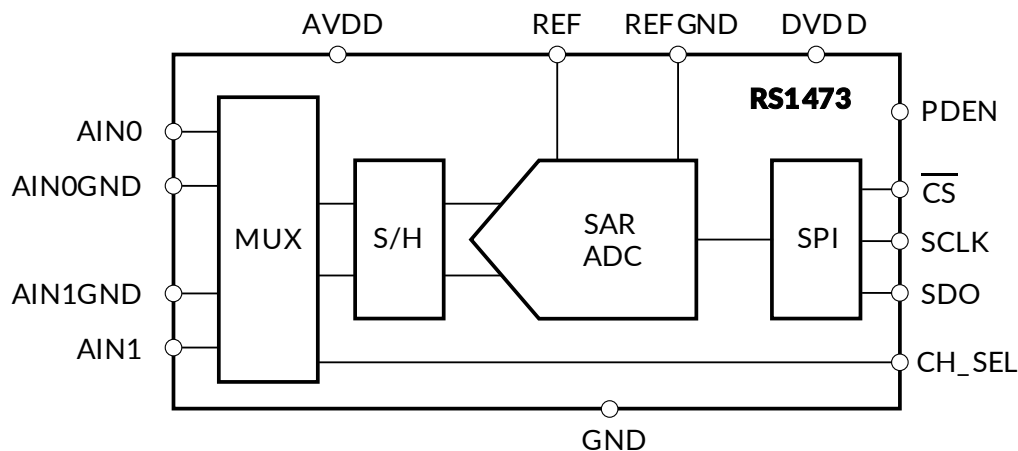 AVDD
REF
REFGND
DVDD
RS1473
PDEN
AIN0
AIN0GND
CS
MUX
S/H
SAR
ADC
SPI
SCLK
AIN1GND
SDO
AIN1
CH_SEL
GND